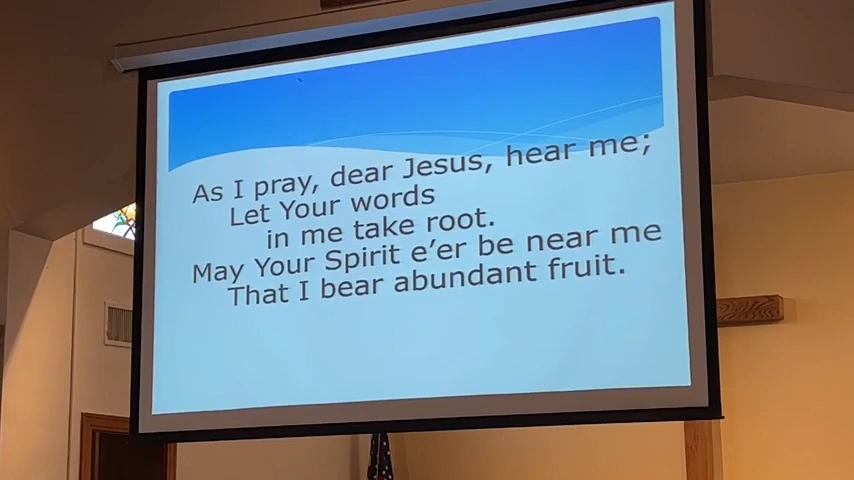 As I pray, dear Jesus, hear me;
Let Your words
in me take root.
May Your Spirit e’er be near me
That I bear abundant fruit.